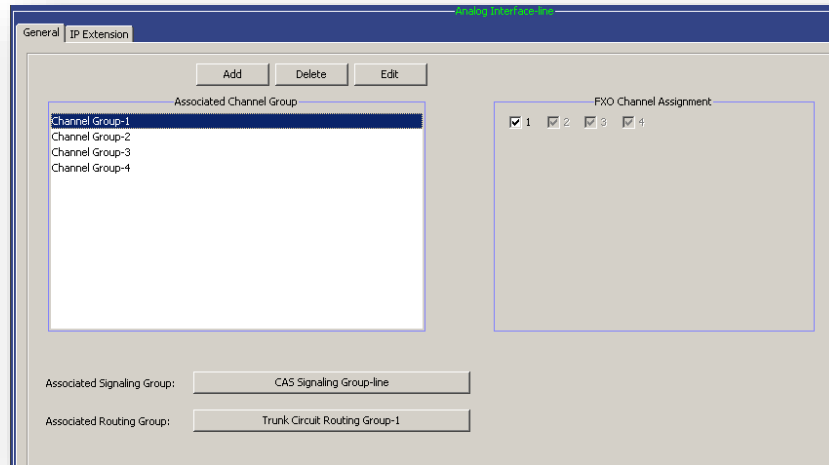 Analog Interface-line
General IP Extension
Add Delete Edit
Associated Channel Group
Channel Group-1
Channel Group-2
Channel Group-3
Channel Group-4
FXO Channel Assignment
1 2 3 4
Associated Signaling Group: CAS Signaling Group-line
Associated Routing Group: Trunk Circuit Routing Group-1